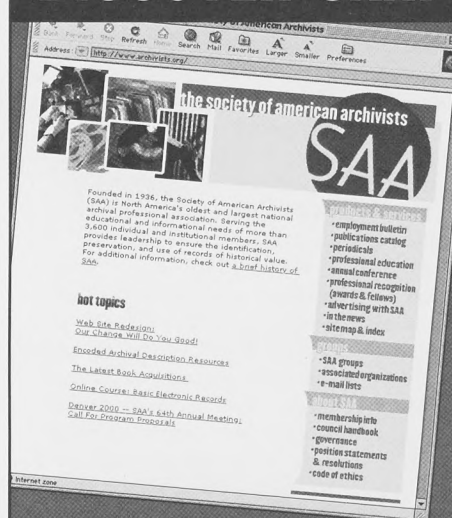 ty of American Archivists
Back Forward Stop Refresh Home Search Mail Favorites Larger Smaller Preferences
Address: http://www.archivists.org/
the society of american archivists
SAA
Founded in 1936, the Society of American Archivists
(SAA) is North America's oldest and largest national
archival professional association. Serving the
educational and informational needs of more than
3,600 individual and institutional members, SAA
provides leadership to ensure the identification,
preservation, and use of records of historical value.
For additional information, check out a brief history of
SAA.
hot topics
Web Site Redesign:
Our Change Will Do You Good!
Encoded Archival Description Resources
The Latest Book Acquisitions
Online Course: Basic Electronic Records
Denver 2000 — SAA's 64th Annual Meeting:
Call For Program Proposals
products & services
•employment bulletin
•publications catalog
•periodicals
•professional education
•annual conference
•professional recognition
(awards & fellows)
•advertising with SAA
•in the news
•site map & index
groups
•SAA groups
•associated organizations
•e-mail lists
about SAA
•membership info
•council handbook
•governance
•position statements
& resolutions
•code of ethics
Internet zone